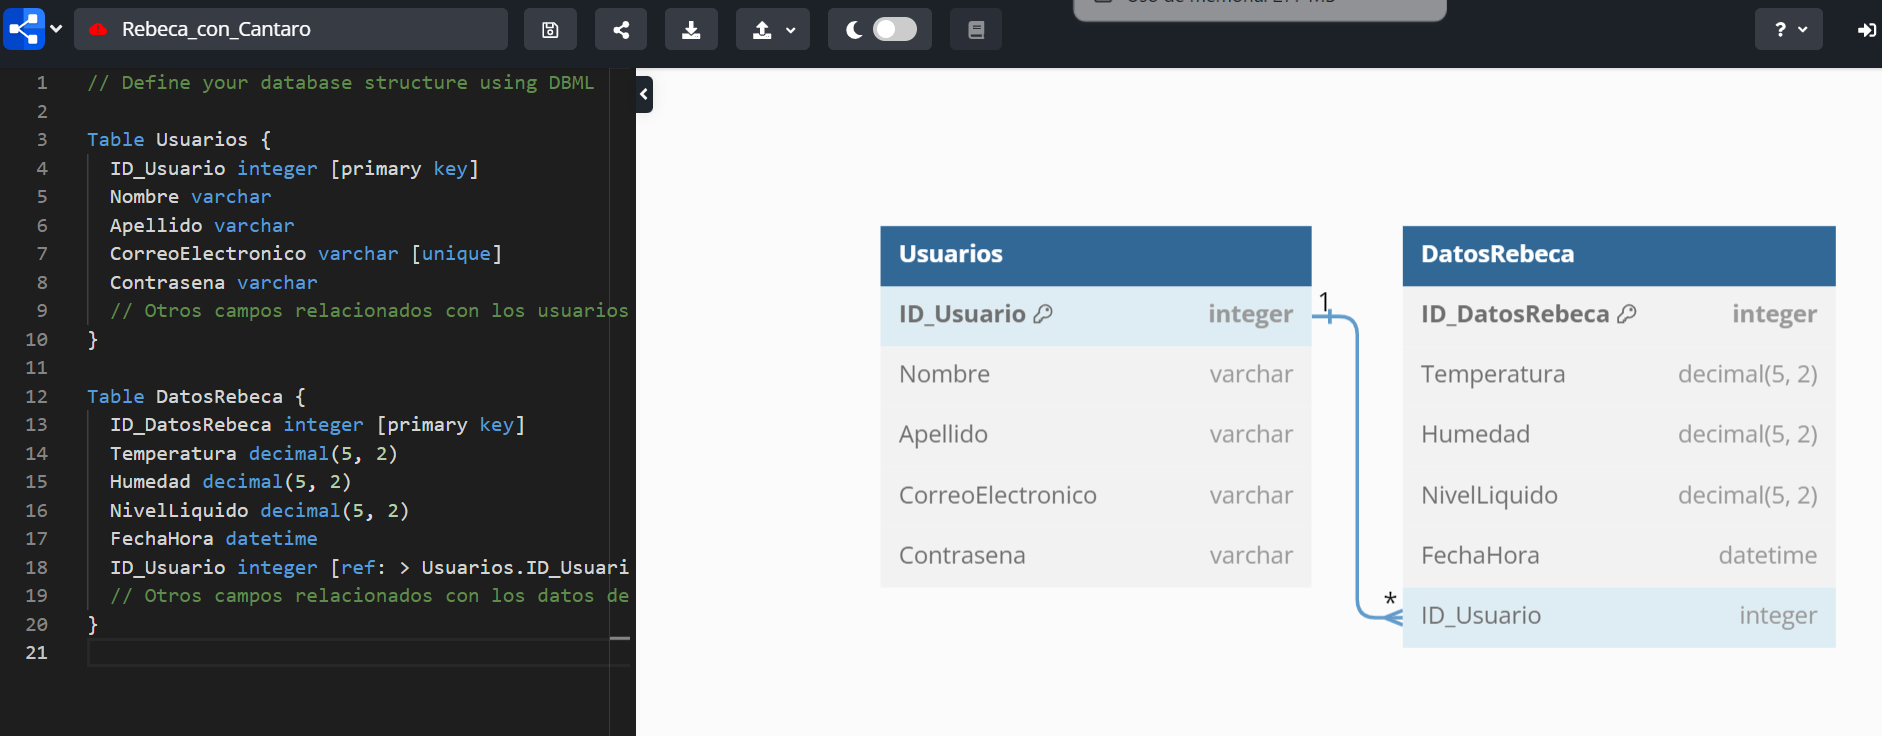 Rebeca_con_Cantaro
?
1 // Define your database structure using DBML
2
3 Table Usuarios {
4 ID_Usuario integer [primary key]
5 Nombre varchar
6 Apellido varchar
7 CorreoElectronico varchar [unique]
8 Contrasena varchar
9 // Otros campos relacionados con los usuarios
10 }
11
12 Table DatosRebeca {
13 ID_DatosRebeca integer [primary key]
14 Temperatura decimal(5, 2)
15 Humedad decimal(5, 2)
16 NivelLiquido decimal(5, 2)
17 FechaHora datetime
18 ID_Usuario integer [ref: > Usuarios.ID_Usuari
19 // Otros campos relacionados con los datos de
20 }
21
Usuarios
ID_Usuario integer
Nombre varchar
Apellido varchar
CorreoElectronico varchar
Contrasena varchar
1
*
DatosRebeca
ID_DatosRebeca integer
Temperatura decimal(5, 2)
Humedad decimal(5, 2)
NivelLiquido decimal(5, 2)
FechaHora datetime
ID_Usuario integer